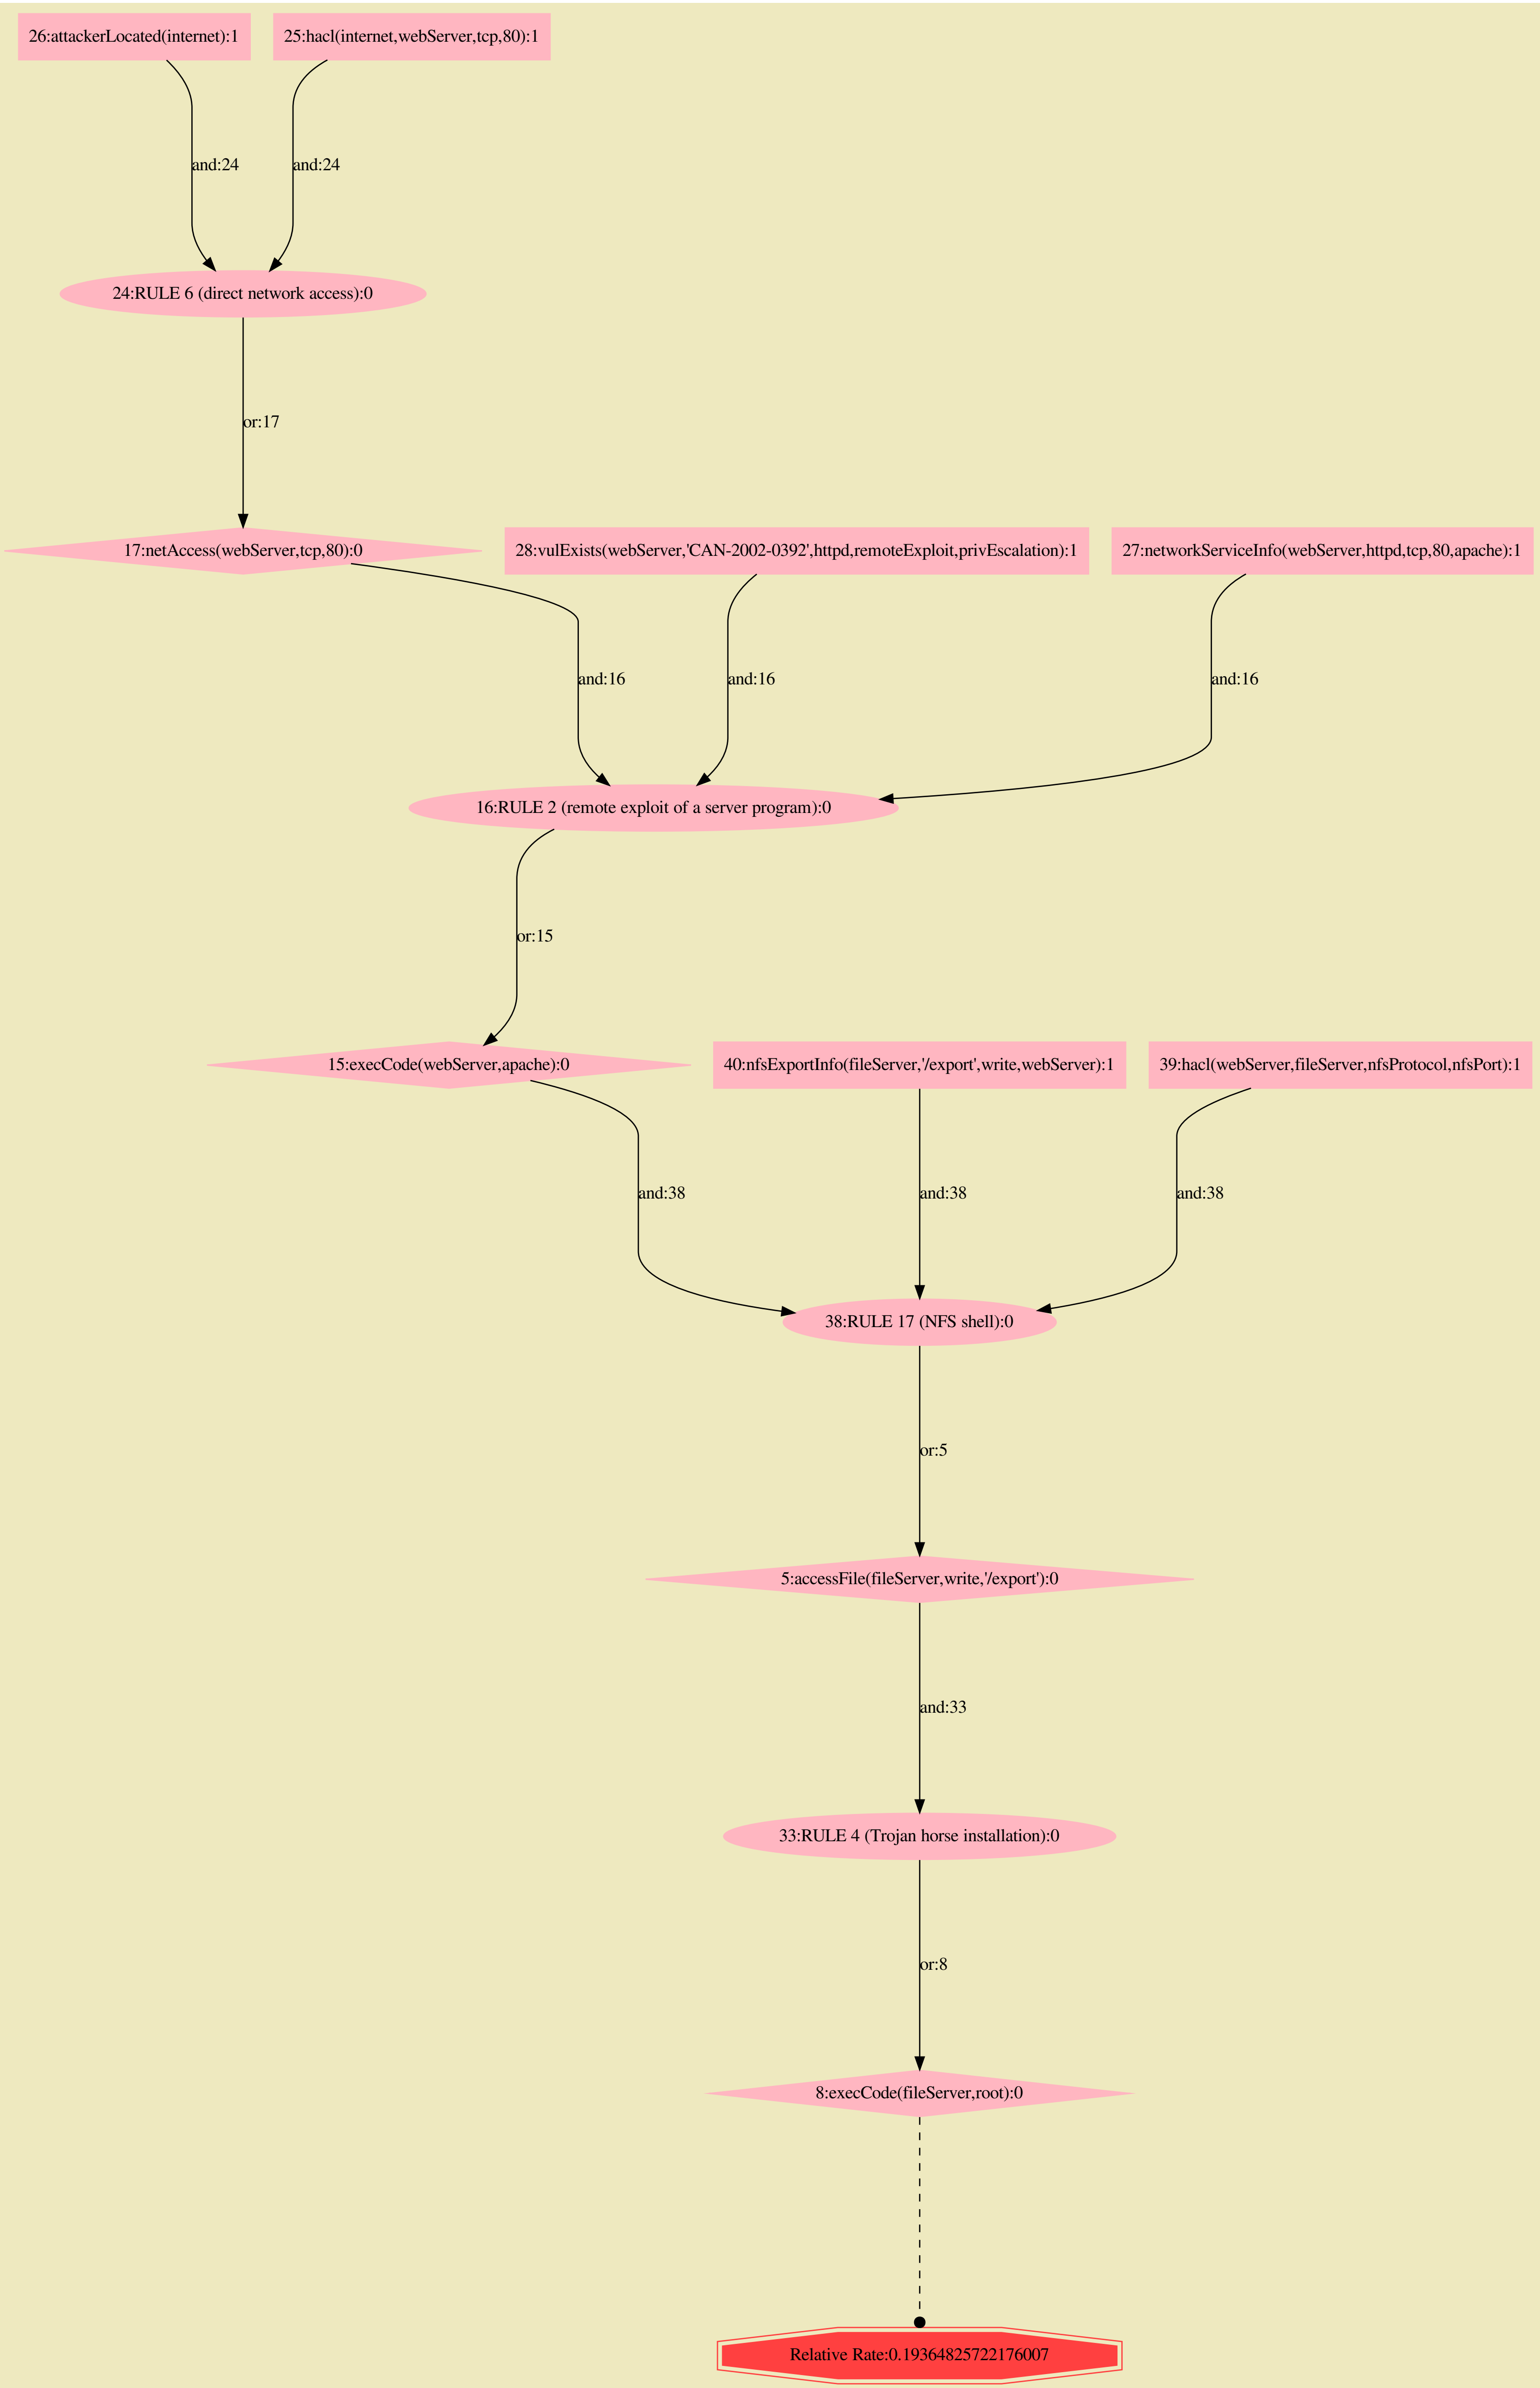 26:attackerLocated(internet):1
25:hacl(internet,webServer,tcp,80):1
and:24
and:24
24:RULE 6 (direct network access):0
or:17
17:netAccess(webServer,tcp,80):0
28:vulExists(webServer,'CAN-2002-0392',httpd,remoteExploit,privEscalation):1
27:networkServiceInfo(webServer,httpd,tcp,80,apache):1
and:16
and:16
and:16
16:RULE 2 (remote exploit of a server program):0
or:15
15:execCode(webServer,apache):0
40:nfsExportInfo(fileServer,'/export',write,webServer):1
39:hacl(webServer,fileServer,nfsProtocol,nfsPort):1
and:38
and:38
and:38
38:RULE 17 (NFS shell):0
or:5
5:accessFile(fileServer,write,'/export'):0
and:33
33:RULE 4 (Trojan horse installation):0
or:8
8:execCode(fileServer,root):0
Relative Rate:0.19364825722176007